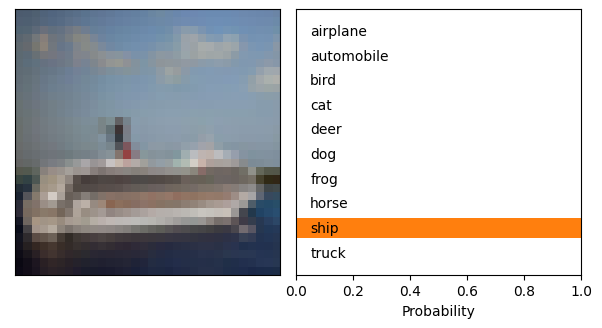 airplane
automobile
bird
cat
deer
dog
frog
horse
ship
truck
0.0 0.2 0.4 0.6 0.8 1.0
Probability